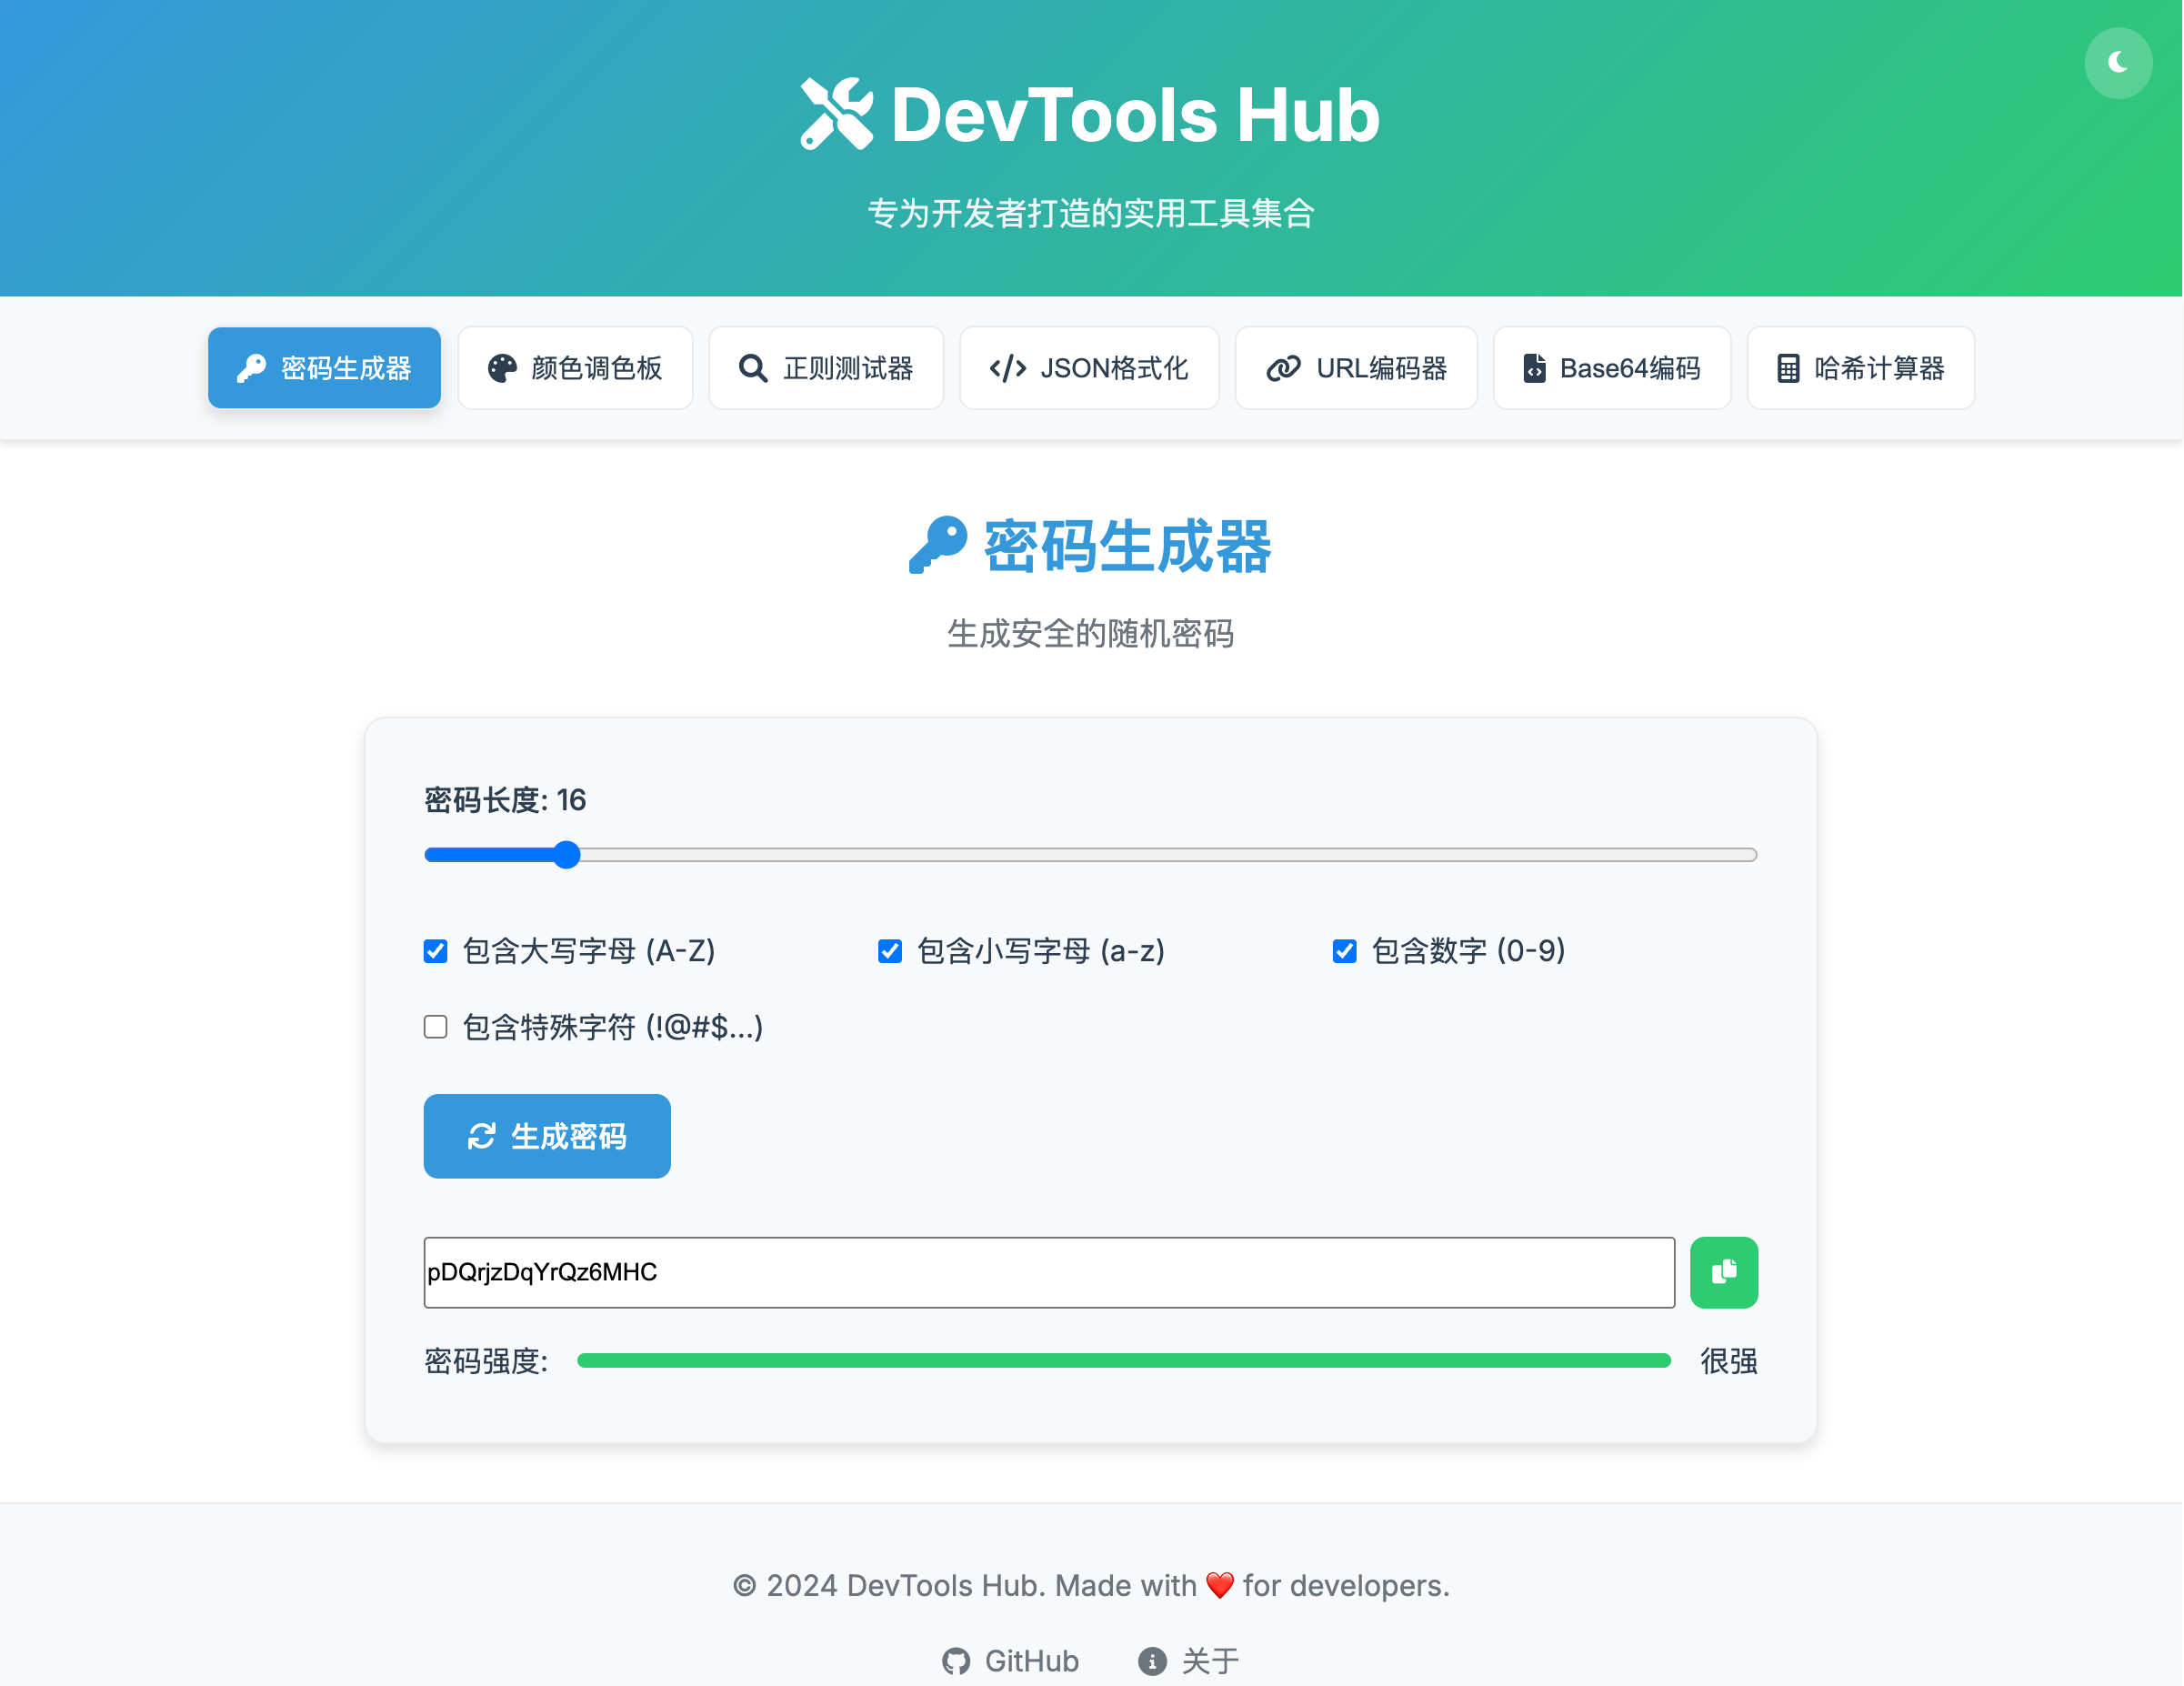 DevTools Hub
专为开发者打造的实用工具集合
密码生成器 颜色调色板 正则测试器 JSON格式化 URL编码器 Base64编码 哈希计算器
密码生成器
生成安全的随机密码
密码长度: 16
包含大写字母 (A-Z) 包含小写字母 (a-z) 包含数字 (0-9)
包含特殊字符 (!@#$...)
生成密码
pDQrjzDqYrQz6MHC
密码强度: 很强
© 2024 DevTools Hub. Made with ❤️ for developers.
GitHub 关于